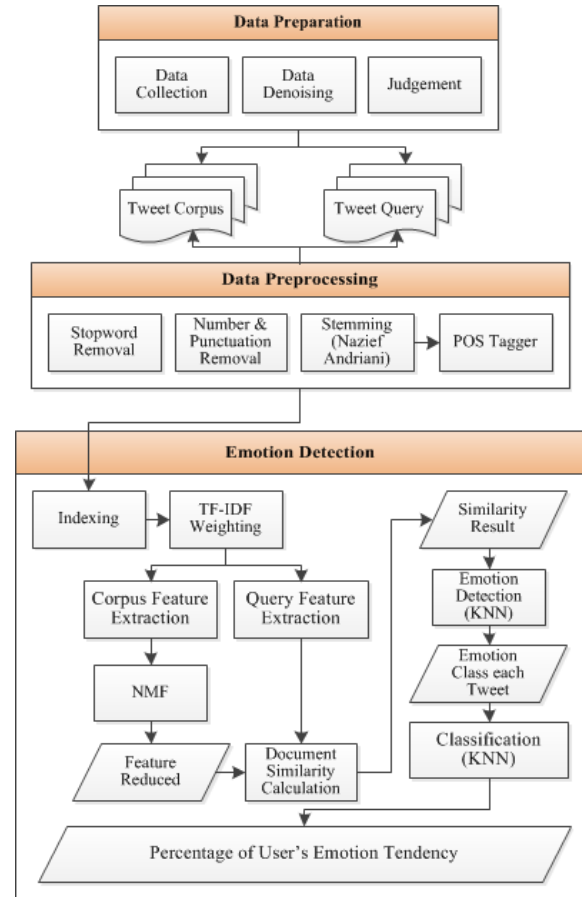 Data Preparation
Data
Collection
Data
Denoising
Judgement
Tweet Corpus
Tweet Query
Data Preprocessing
Stopword
Removal
Number &
Punctuation
Removal
Stemming
(Nazief
Andriani)
POS Tagger
Emotion Detection
Indexing
TF-IDF
Weighting
Similarity
Result
Corpus Feature
Extraction
Query Feature
Extraction
Emotion
Detection
(KNN)
NMF
Emotion
Class each
Tweet
Feature
Reduced
Document
Similarity
Calculation
Classification
(KNN)
Percentage of User's Emotion Tendency